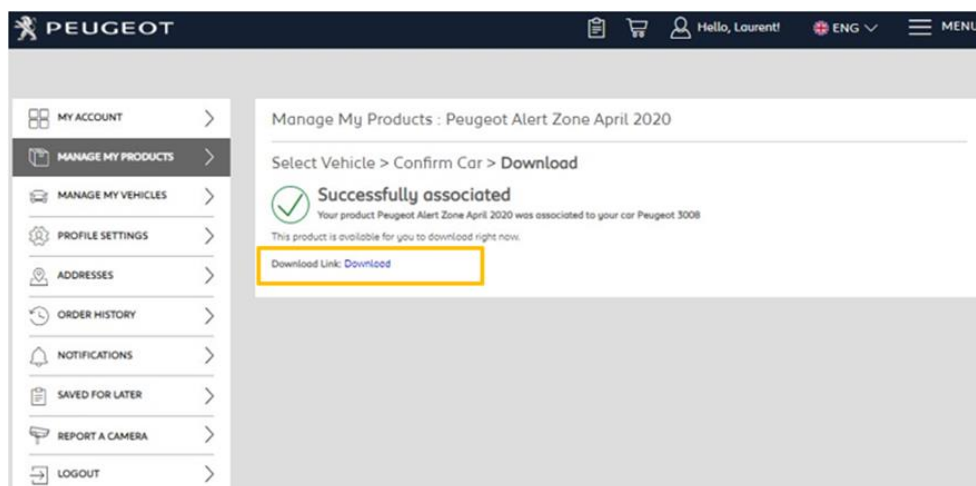 PEUGEOT
Hello, Laurent!
ENG
MENU
MY ACCOUNT
MANAGE MY PRODUCTS
MANAGE MY VEHICLES
PROFILE SETTINGS
ADDRESSES
ORDER HISTORY
NOTIFICATIONS
SAVED FOR LATER
REPORT A CAMERA
LOGOUT
Manage My Products : Peugeot Alert Zone April 2020
Select Vehicle > Confirm Car > Download
Successfully associated
Your product Peugeot Alert Zone April 2020 was associated to your car Peugeot 3008
This product is available for you to download right now.
Download Link: Download